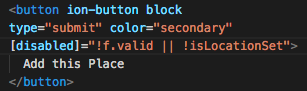 <button ion-button block
type="submit" color="secondary"
[disabled]="!f.valid || !isLocationSet">
  Add this Place
</button>